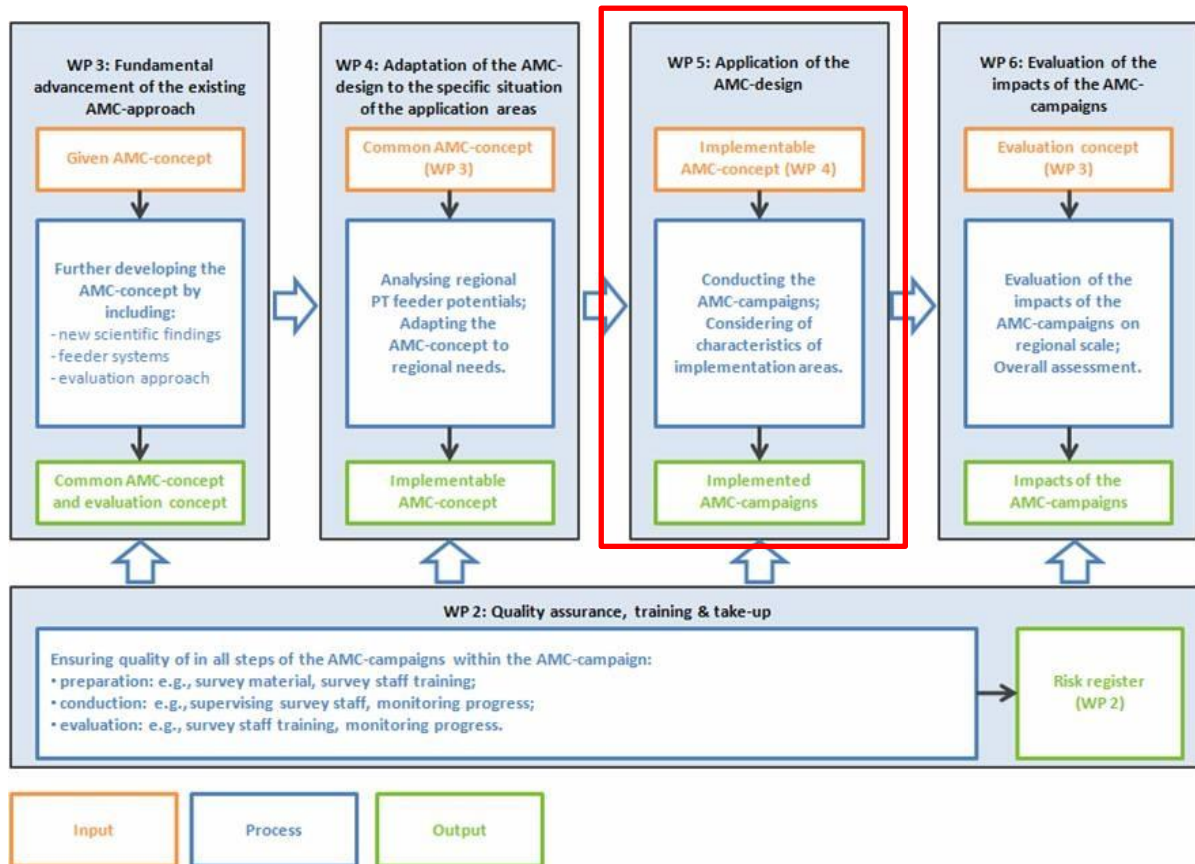 WP 3: Fundamental
advancement of the existing
AMC-approach
Given AMC-concept
Further developing the
AMC-concept by
including:
- new scientific findings
- feeder systems
- evaluation approach
Common AMC-concept
and evaluation concept
WP 4: Adaptation of the AMC-
design to the specific situation
of the application areas
Common AMC-concept
(WP 3)
Analysing regional
PT feeder potentials;
Adapting the
AMC-concept to
regional needs.
Implementable
AMC-concept
WP 5: Application of the
AMC-design
Implementable
AMC-concept (WP 4)
Conducting the
AMC-campaigns;
Considering of
characteristics of
implementation areas.
Implemented
AMC-campaigns
WP 6: Evaluation of the
impacts of the AMC-
campaigns
Evaluation concept
(WP 3)
Evaluation of the
impacts of the
AMC-campaigns on
regional scale;
Overall assessment.
Impacts of the
AMC-campaigns
WP 2: Quality assurance, training & take-up
Ensuring quality of in all steps of the AMC-campaigns within the AMC-campaign:
• preparation: e.g., survey material, survey staff training;
• conduction: e.g., supervising survey staff, monitoring progress;
• evaluation: e.g., survey staff training, monitoring progress.
Risk register
(WP 2)
Input
Process
Output